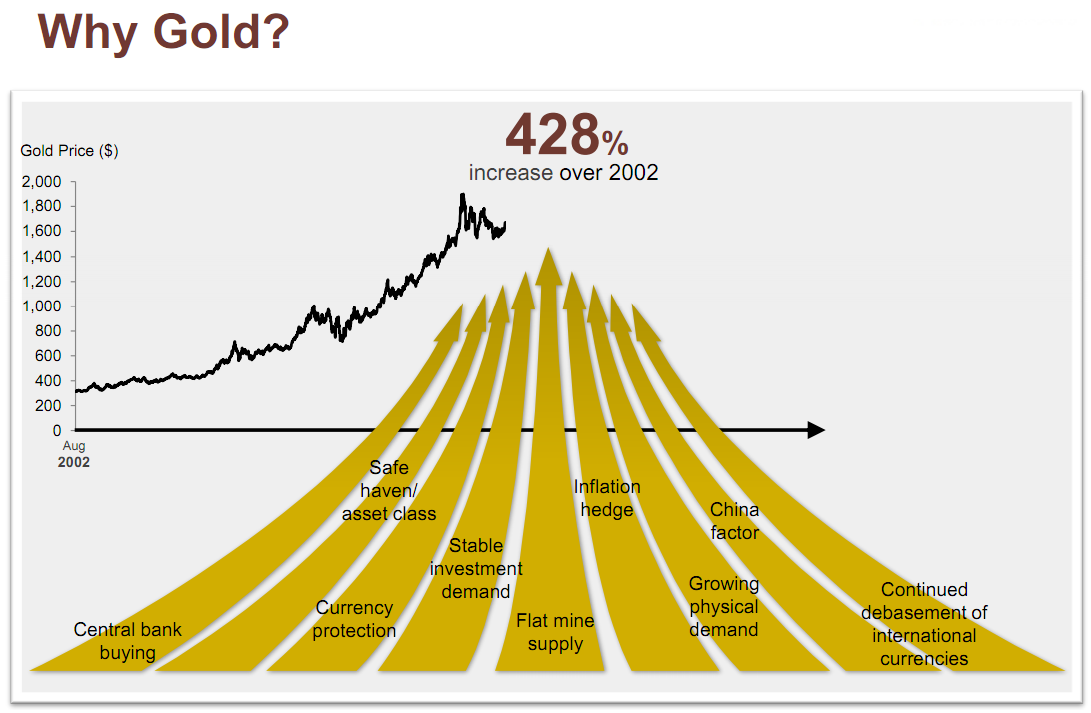 Why Gold?
428%
increase over 2002
Gold Price ($)
2,000
1,800
1,600
1,400
1,200
1,000
800
600
400
200
0
Aug
2002
Central bank
buying
Safe
haven/
asset class
Currency
protection
Stable
investment
demand
Flat mine
supply
Inflation
hedge
Growing
physical
demand
China
factor
Continued
debasement of
international
currencies